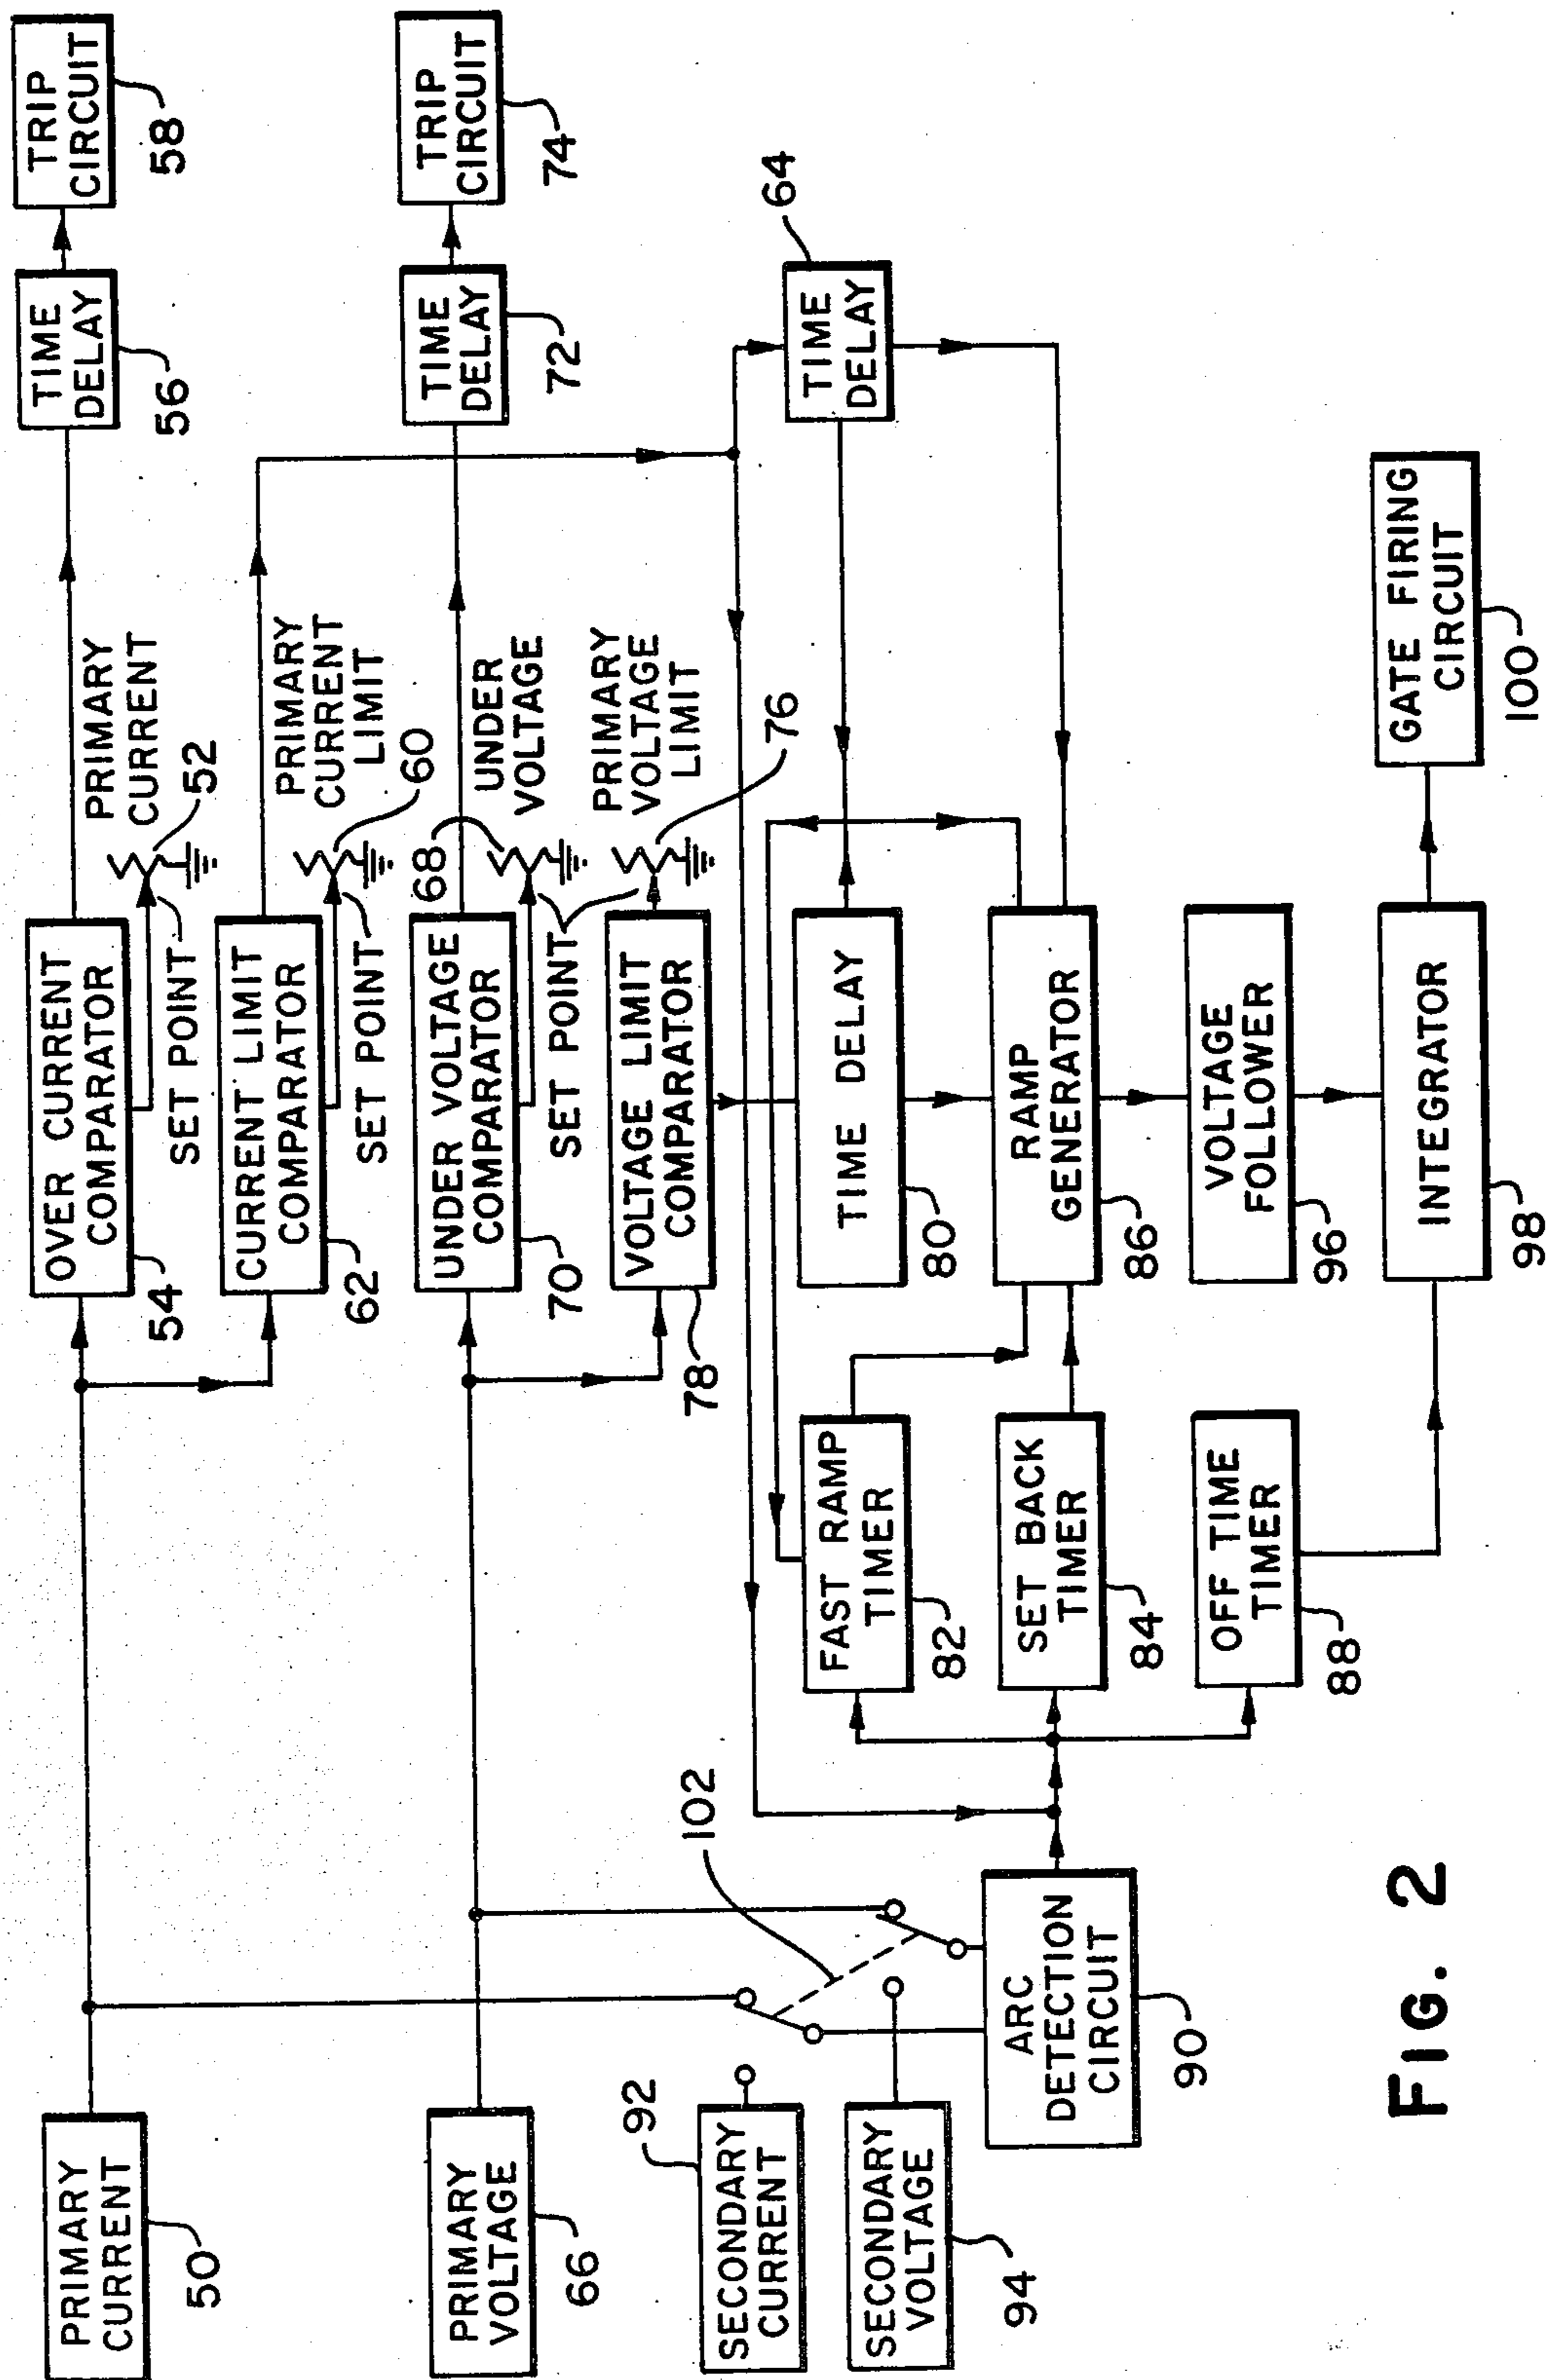 PRIMARY
CURRENT
50
OVER CURRENT
COMPARATOR
54
SET POINT
PRIMARY
CURRENT
52
TIME
DELAY
56
TRIP
CIRCUIT
58
CURRENT LIMIT
COMPARATOR
62
SET POINT
PRIMARY
CURRENT
LIMIT
60
PRIMARY
VOLTAGE
66
UNDER VOLTAGE
COMPARATOR
70
68
UNDER
VOLTAGE
SET POINT
TIME
DELAY
72
TRIP
CIRCUIT
74
VOLTAGE LIMIT
COMPARATOR
78
PRIMARY
VOLTAGE
LIMIT
76
SECONDARY
CURRENT
92
SECONDARY
VOLTAGE
94
102
ARC
DETECTION
CIRCUIT
90
FAST RAMP
TIMER
82
TIME DELAY
80
TIME
DELAY
64
SET BACK
TIMER
84
RAMP
GENERATOR
86
OFF TIME
TIMER
88
VOLTAGE
FOLLOWER
96
INTEGRATOR
98
GATE FIRING
CIRCUIT
100
FIG. 2